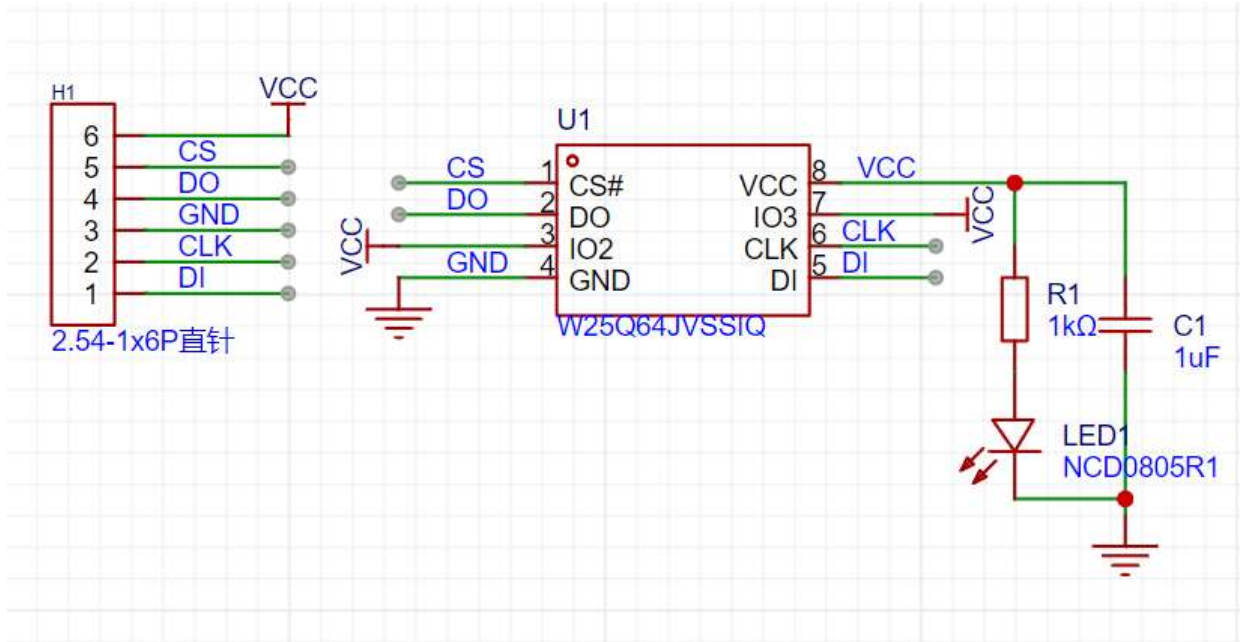 H1
VCC
6
CS
5
DO
4
GND
3
CLK
2
DI
1
2.54-1x6P直针
U1
CS
1
CS#
DO
2
DO
VCC
3
IO2
GND
4
GND
VCC
8
VCC
IO3
7
VCC
CLK
6
CLK
DI
5
DI
W25Q64JVSSIQ
R1
1kΩ
C1
1uF
LED1
NCD0805R1